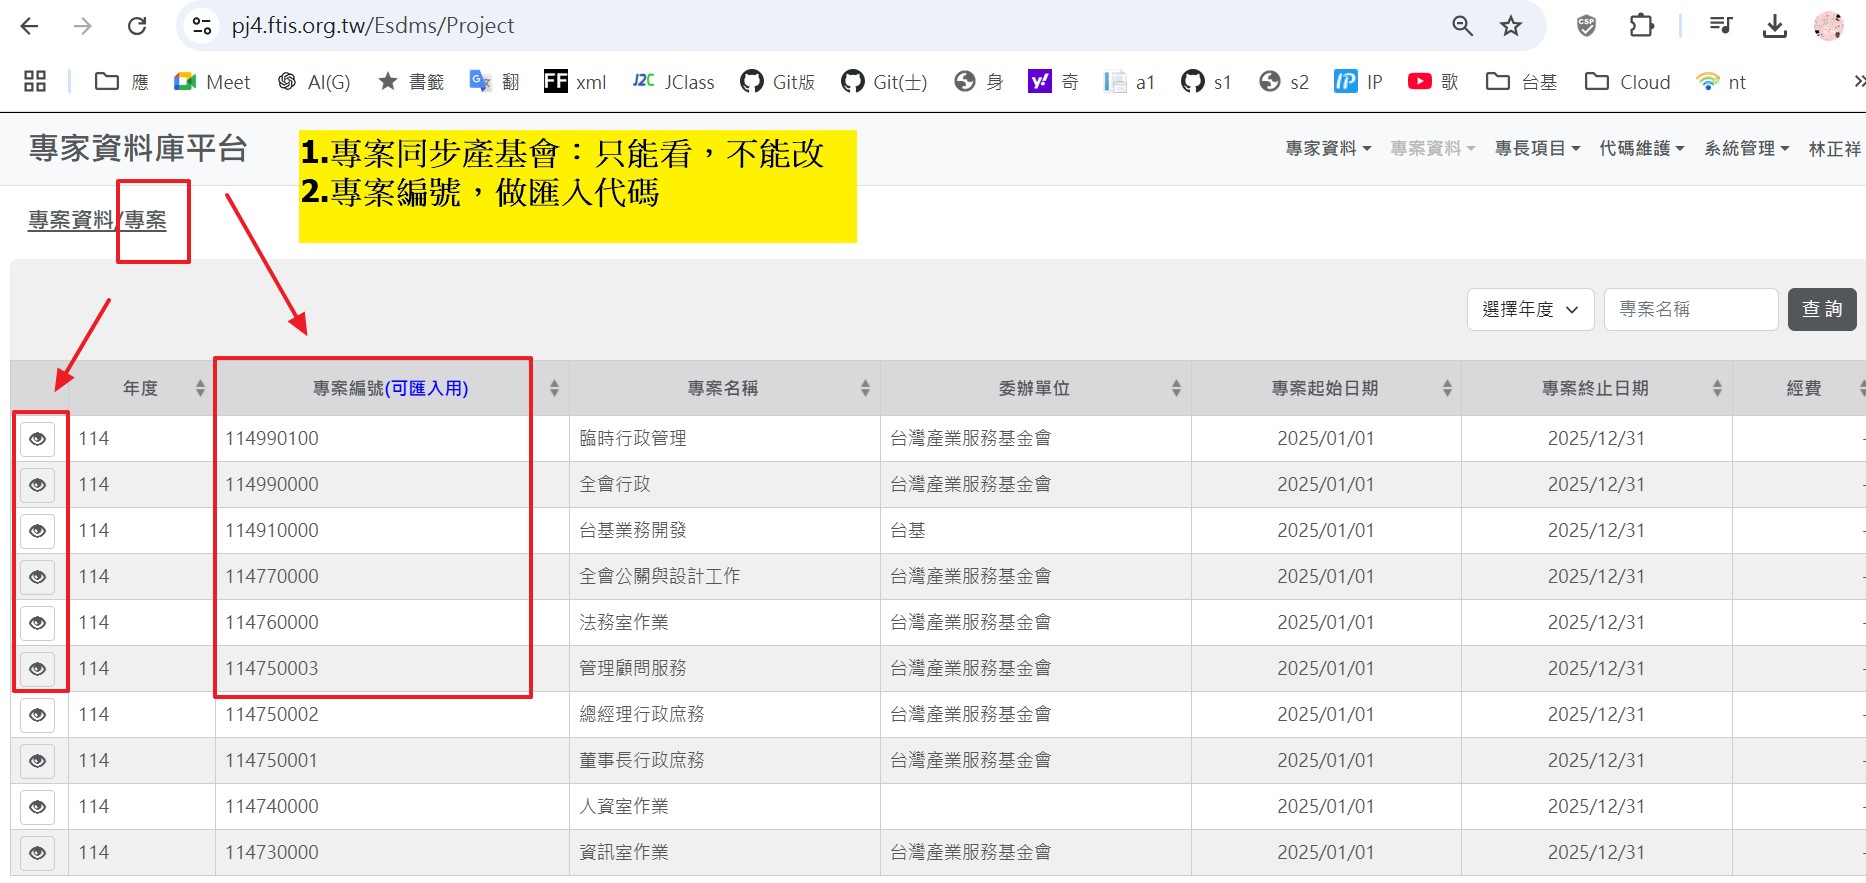 pj4.ftis.org.tw/Esdms/Project
應 Meet AI(G) 書籤 翻 FF xml J2C JClass Git版 Git(士) 身 y! 奇 a1 s1 s2 IP IP 歌 台基 Cloud nt
專家資料庫平台
1.專案同步產基會：只能看，不能改
2.專案編號，做匯入代碼
專家資料 專案資料 專長項目 代碼維護 系統管理 林正祥
專案資料/專案
選擇年度 專案名稱 查 詢
年度 專案編號(可匯入用) 專案名稱 委辦單位 專案起始日期 專案終止日期 經費
114 114990100 臨時行政管理 台灣產業服務基金會 2025/01/01 2025/12/31
114 114990000 全會行政 台灣產業服務基金會 2025/01/01 2025/12/31
114 114910000 台基業務開發 台基 2025/01/01 2025/12/31
114 114770000 全會公關與設計工作 台灣產業服務基金會 2025/01/01 2025/12/31
114 114760000 法務室作業 台灣產業服務基金會 2025/01/01 2025/12/31
114 114750003 管理顧問服務 台灣產業服務基金會 2025/01/01 2025/12/31
114 114750002 總經理行政庶務 台灣產業服務基金會 2025/01/01 2025/12/31
114 114750001 董事長行政庶務 台灣產業服務基金會 2025/01/01 2025/12/31
114 114740000 人資室作業 2025/01/01 2025/12/31
114 114730000 資訊室作業 台灣產業服務基金會 2025/01/01 2025/12/31